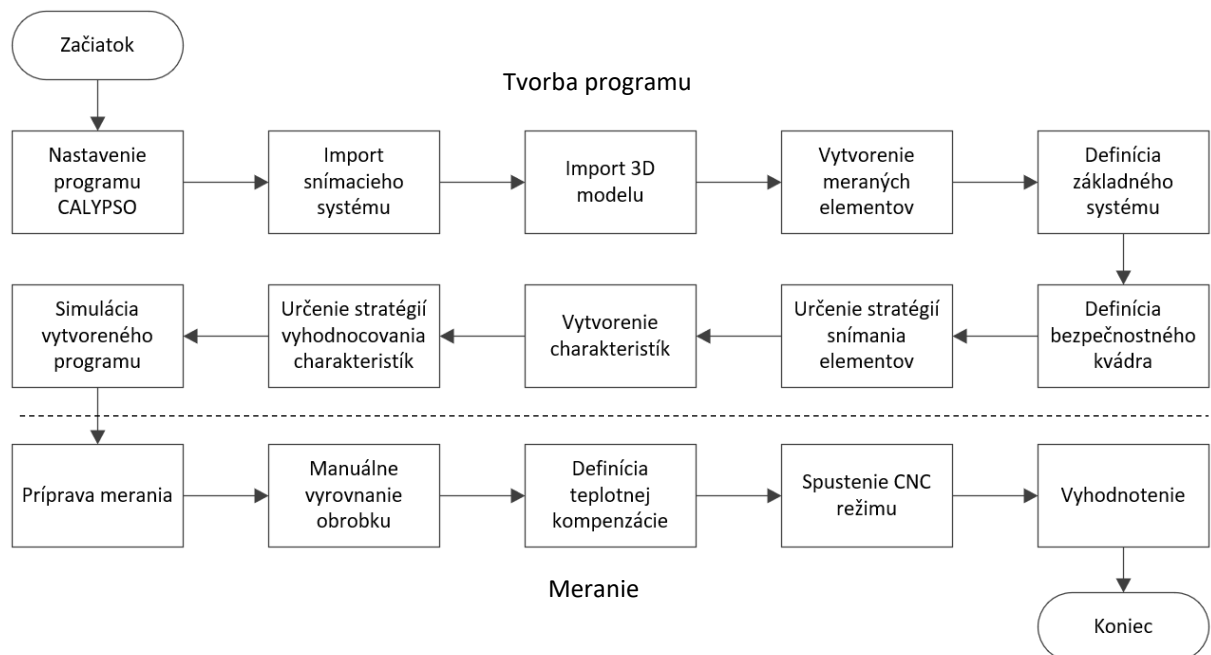 Začiatok
Tvorba programu
Nastavenie
programu
CALYPSO
Import
snímacieho
systému
Import 3D
modelu
Vytvorenie
meraných
elementov
Definícia
základného
systému
Definícia
bezpečnostného
kvádra
Určenie stratégií
snímania
elementov
Vytvorenie
charakteristík
Určenie stratégií
vyhodnocovania
charakteristík
Simulácia
vytvoreného
programu
Príprava merania
Manuálne
vyrovnanie
obrobku
Definícia
teplotnej
kompenzácie
Spustenie CNC
režimu
Vyhodnotenie
Meranie
Koniec